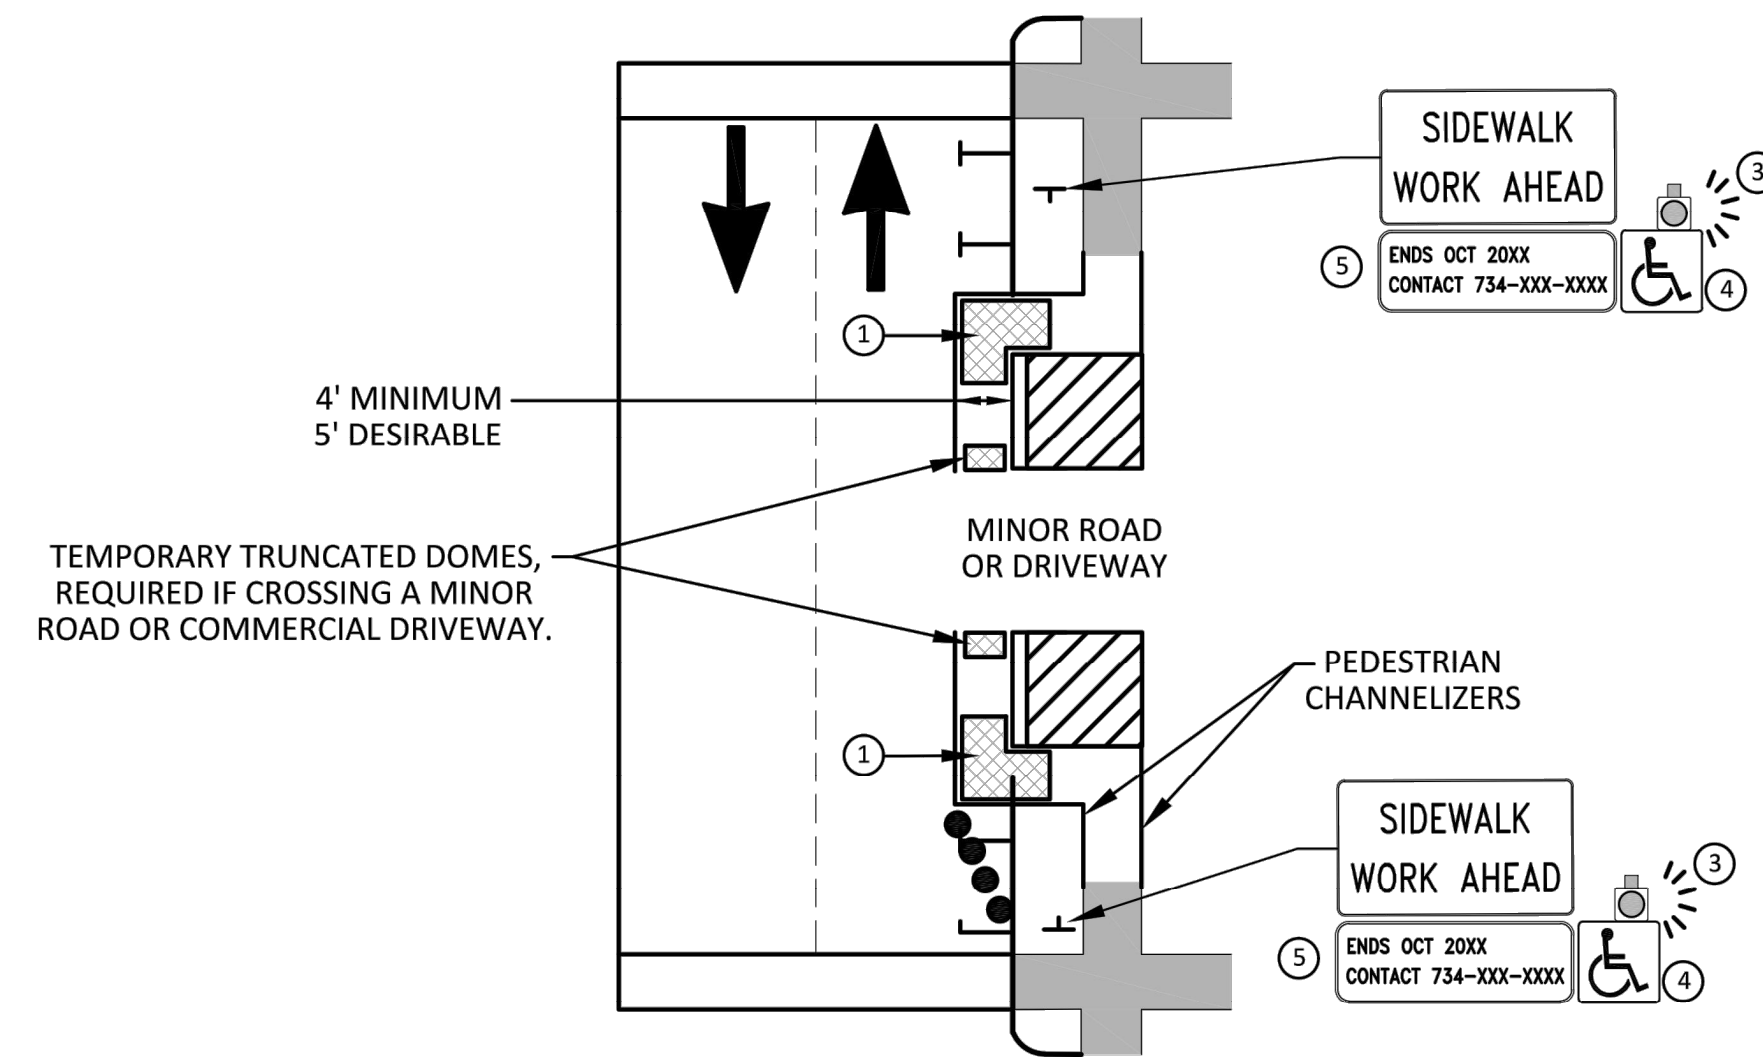 SIDEWALK
WORK AHEAD
3
ENDS OCT 20XX
CONTACT 734-XXX-XXXX
5
4
1
4' MINIMUM
5' DESIRABLE
MINOR ROAD
OR DRIVEWAY
TEMPORARY TRUNCATED DOMES,
REQUIRED IF CROSSING A MINOR
ROAD OR COMMERCIAL DRIVEWAY.
PEDESTRIAN
CHANNELIZERS
1
SIDEWALK
WORK AHEAD
3
ENDS OCT 20XX
CONTACT 734-XXX-XXXX
5
4